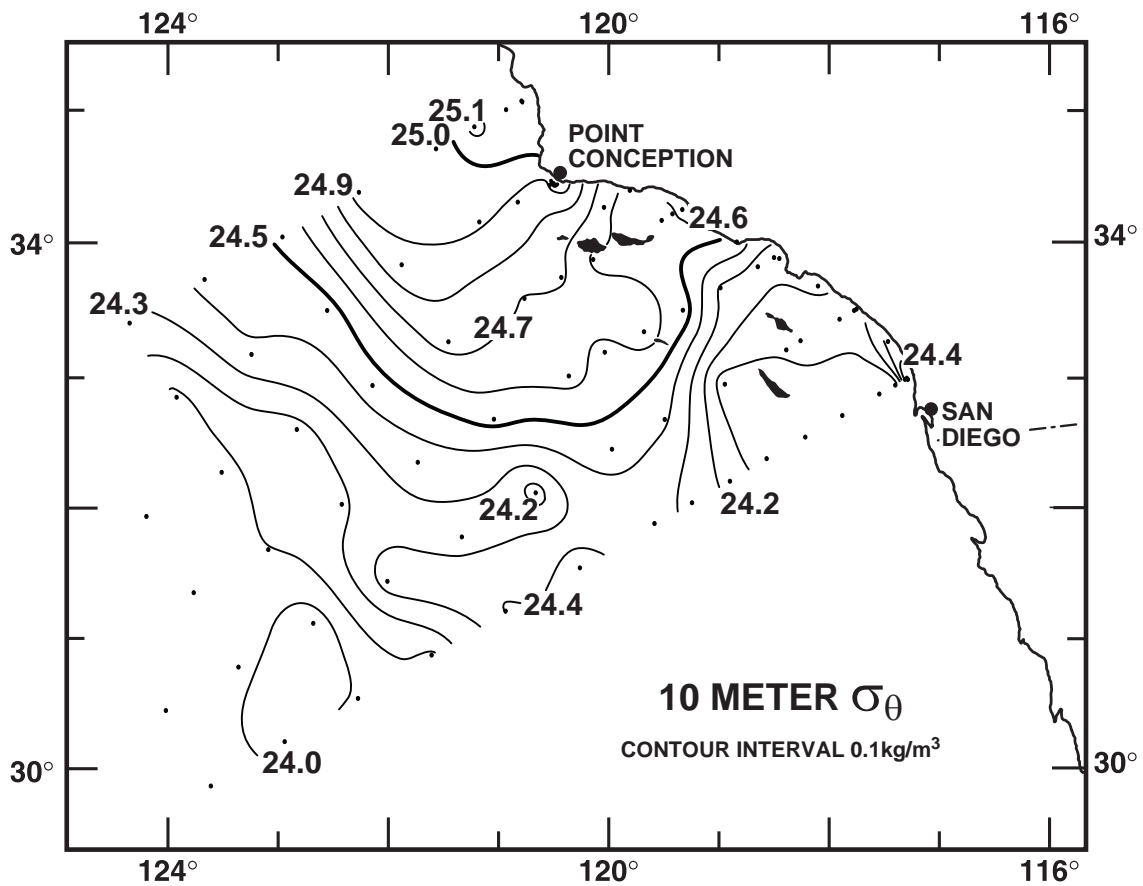 124° 120° 116°
25.1
25.0
POINT
CONCEPTION
24.9
24.6
34° 24.5 34°
24.3
24.7
24.4
SAN
DIEGO
24.2 24.2
24.4
10 METER σθ
CONTOUR INTERVAL 0.1kg/m³
24.0
30° 30°
124° 120° 116°